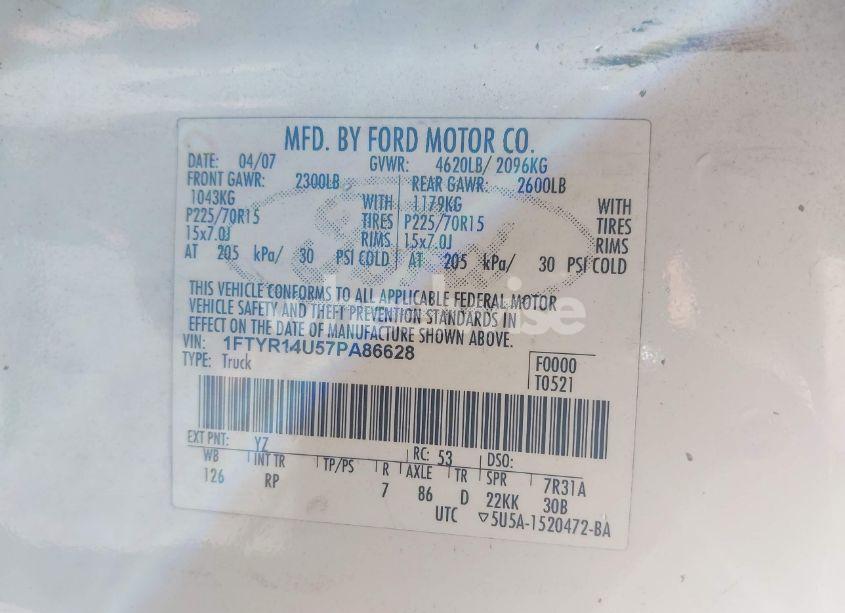 MFD. BY FORD MOTOR CO.
DATE: 04/07 GVWR: 4620LB/ 2096KG
FRONT GAWR: 2300LB REAR GAWR: 2600LB
1043KG WITH 1179KG WITH
P225/70R15 TIRES P225/70R15 TIRES
15x7.0J RIMS 15x7.0J RIMS
AT 205 kPa/ 30 PSI COLD AT 205 kPa/ 30 PSI COLD
THIS VEHICLE CONFORMS TO ALL APPLICABLE FEDERAL MOTOR
VEHICLE SAFETY AND THEFT PREVENTION STANDARDS IN
EFFECT ON THE DATE OF MANUFACTURE SHOWN ABOVE.
VIN: 1FTYR14U57PA86628
TYPE: Truck F0000
T0521
EXT PNT: YZ RC: 53 DSO:
WB INT TR TP/PS R AXLE TR SPR 7R31A
126 RP 7 86 D 22KK 30B
UTC ▽5U5A-1520472-BA